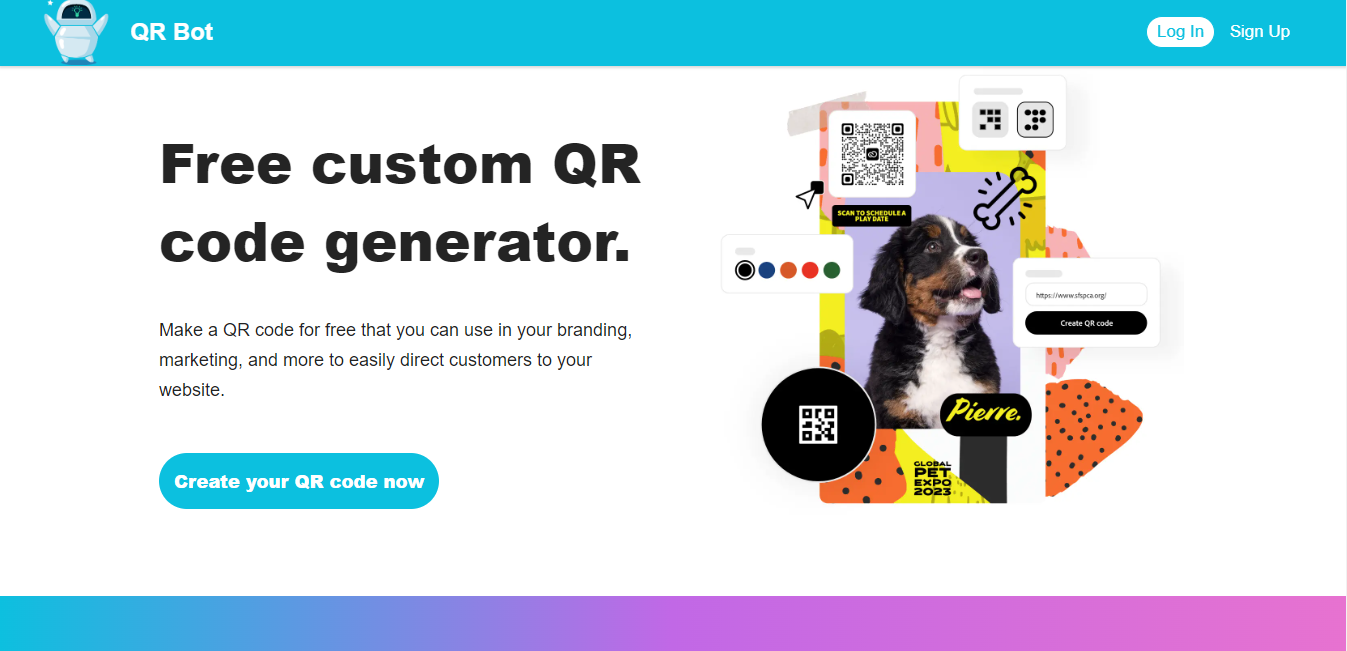 QR Bot
Log In
Sign Up
Free custom QR
code generator.
Make a QR code for free that you can use in your branding,
marketing, and more to easily direct customers to your
website.
Create your QR code now
SCAN TO SCHEDULE A
PLAY DATE
https://www.sfspca.org/
Create QR code
Pierre.
GLOBAL
PET
EXPO
2023